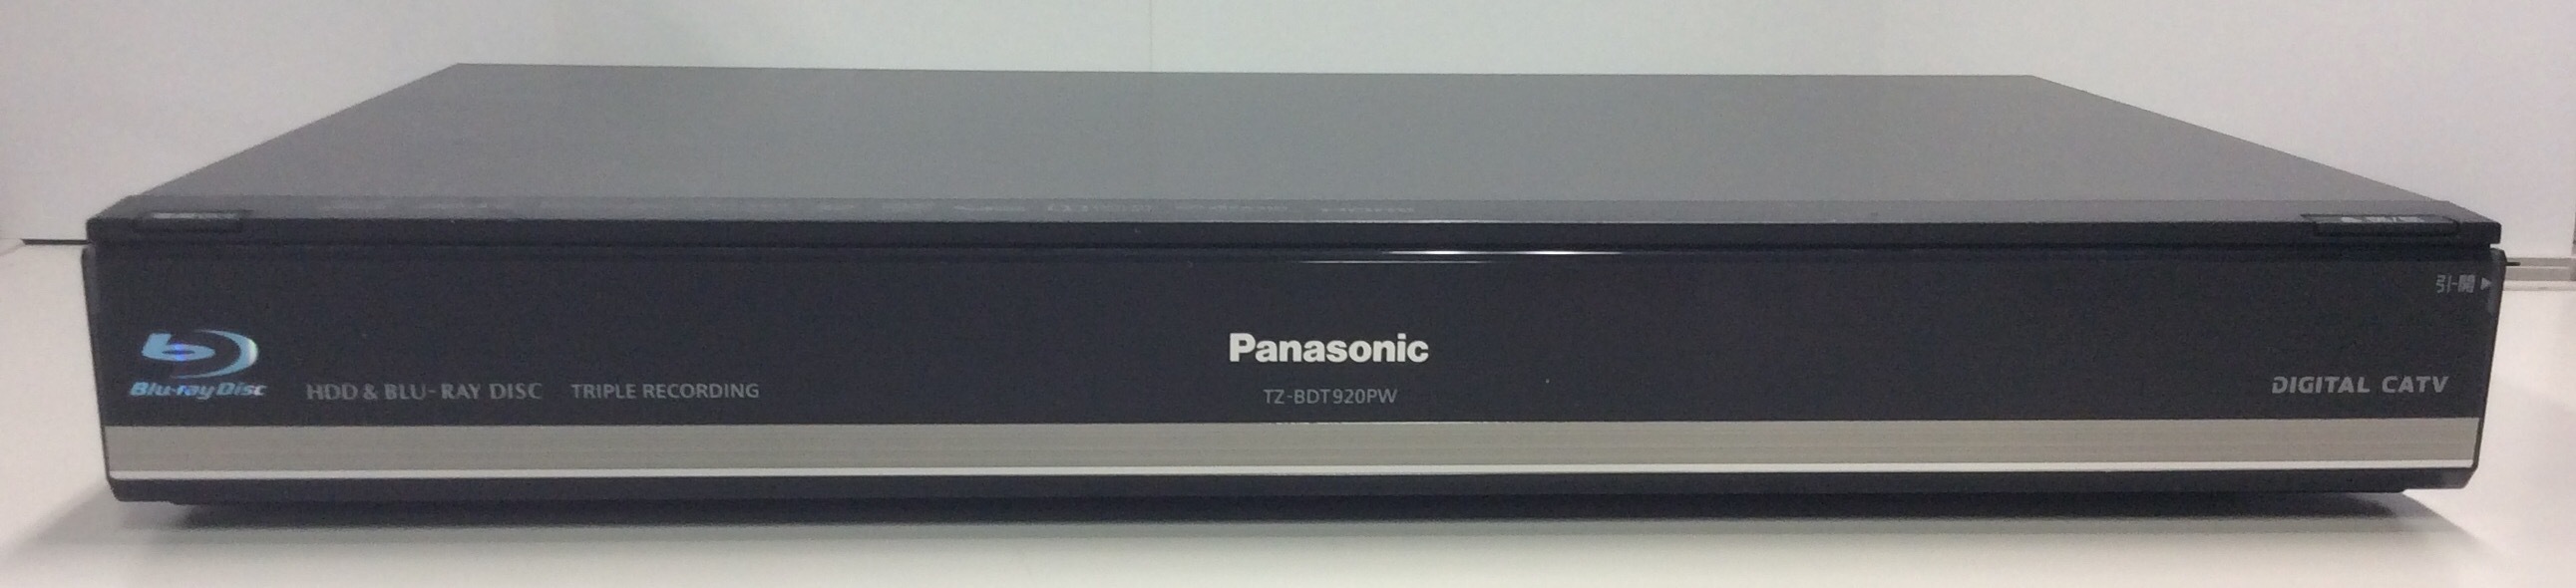 Panasonic
TZ-BDT920PW
Blu-ray Disc
HDD & BLU-RAY DISC TRIPLE RECORDING
DIGITAL CATV
引-開